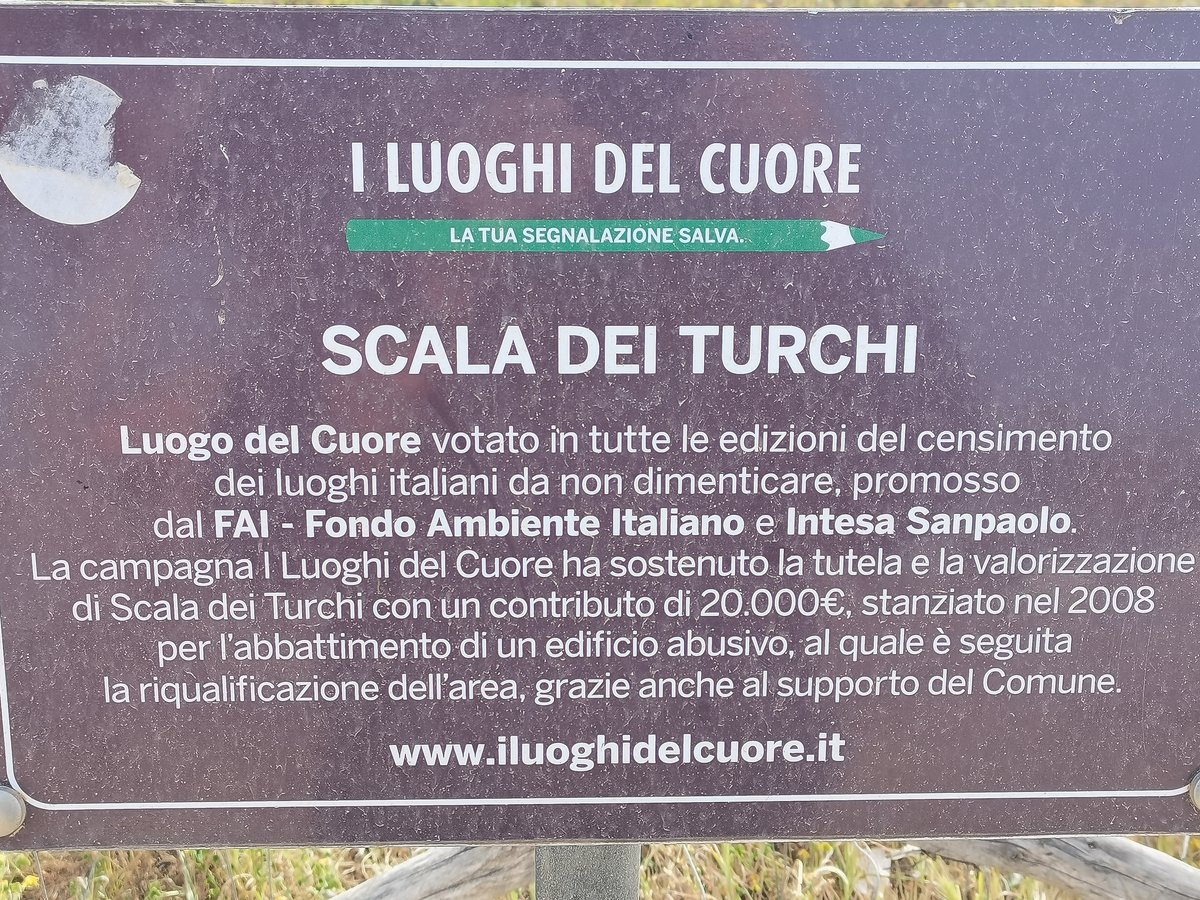 I LUOGHI DEL CUORE
LA TUA SEGNALAZIONE SALVA.
SCALA DEI TURCHI
Luogo del Cuore votato in tutte le edizioni del censimento
dei luoghi italiani da non dimenticare, promosso
dal FAI - Fondo Ambiente Italiano e Intesa Sanpaolo.
La campagna I Luoghi del Cuore ha sostenuto la tutela e la valorizzazione
di Scala dei Turchi con un contributo di 20.000€, stanziato nel 2008
per l'abbattimento di un edificio abusivo, al quale è seguita
la riqualificazione dell'area, grazie anche al supporto del Comune.
www.iluoghidelcuore.it